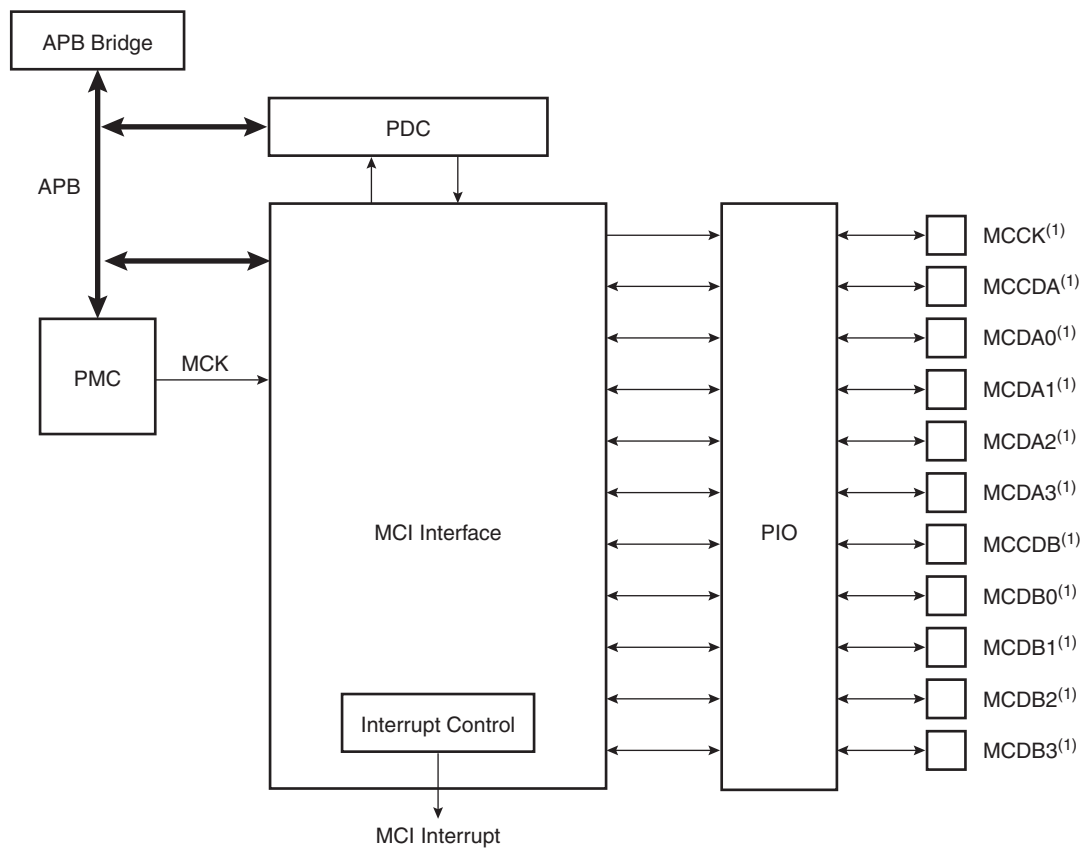 APB Bridge
PDC
APB
MCCK(1)
MCCDA(1)
MCDA0(1)
PMC
MCK
MCDA1(1)
MCDA2(1)
MCDA3(1)
MCI Interface
PIO
MCCDB(1)
MCDB0(1)
MCDB1(1)
MCDB2(1)
Interrupt Control
MCDB3(1)
MCI Interrupt